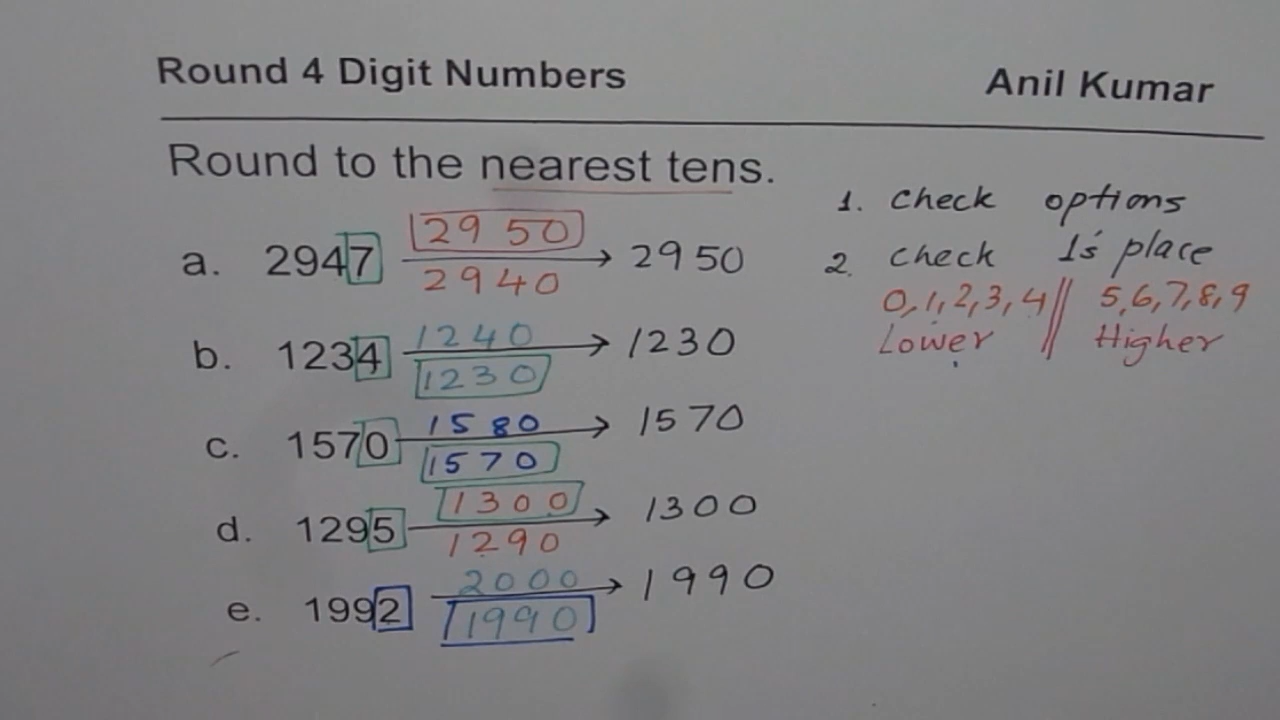 Round 4 Digit Numbers Anil Kumar
Round to the nearest tens.
1. Check options
2. Check 1's place
0,1,2,3,4 // 5,6,7,8,9
Lower Higher
2950
a. 2947 → 2950
2940
1240
b. 1234 → 1230
1230
1580
c. 1570 → 1570
1570
1300
d. 1295 → 1300
1290
2000
e. 1992 → 1990
1990